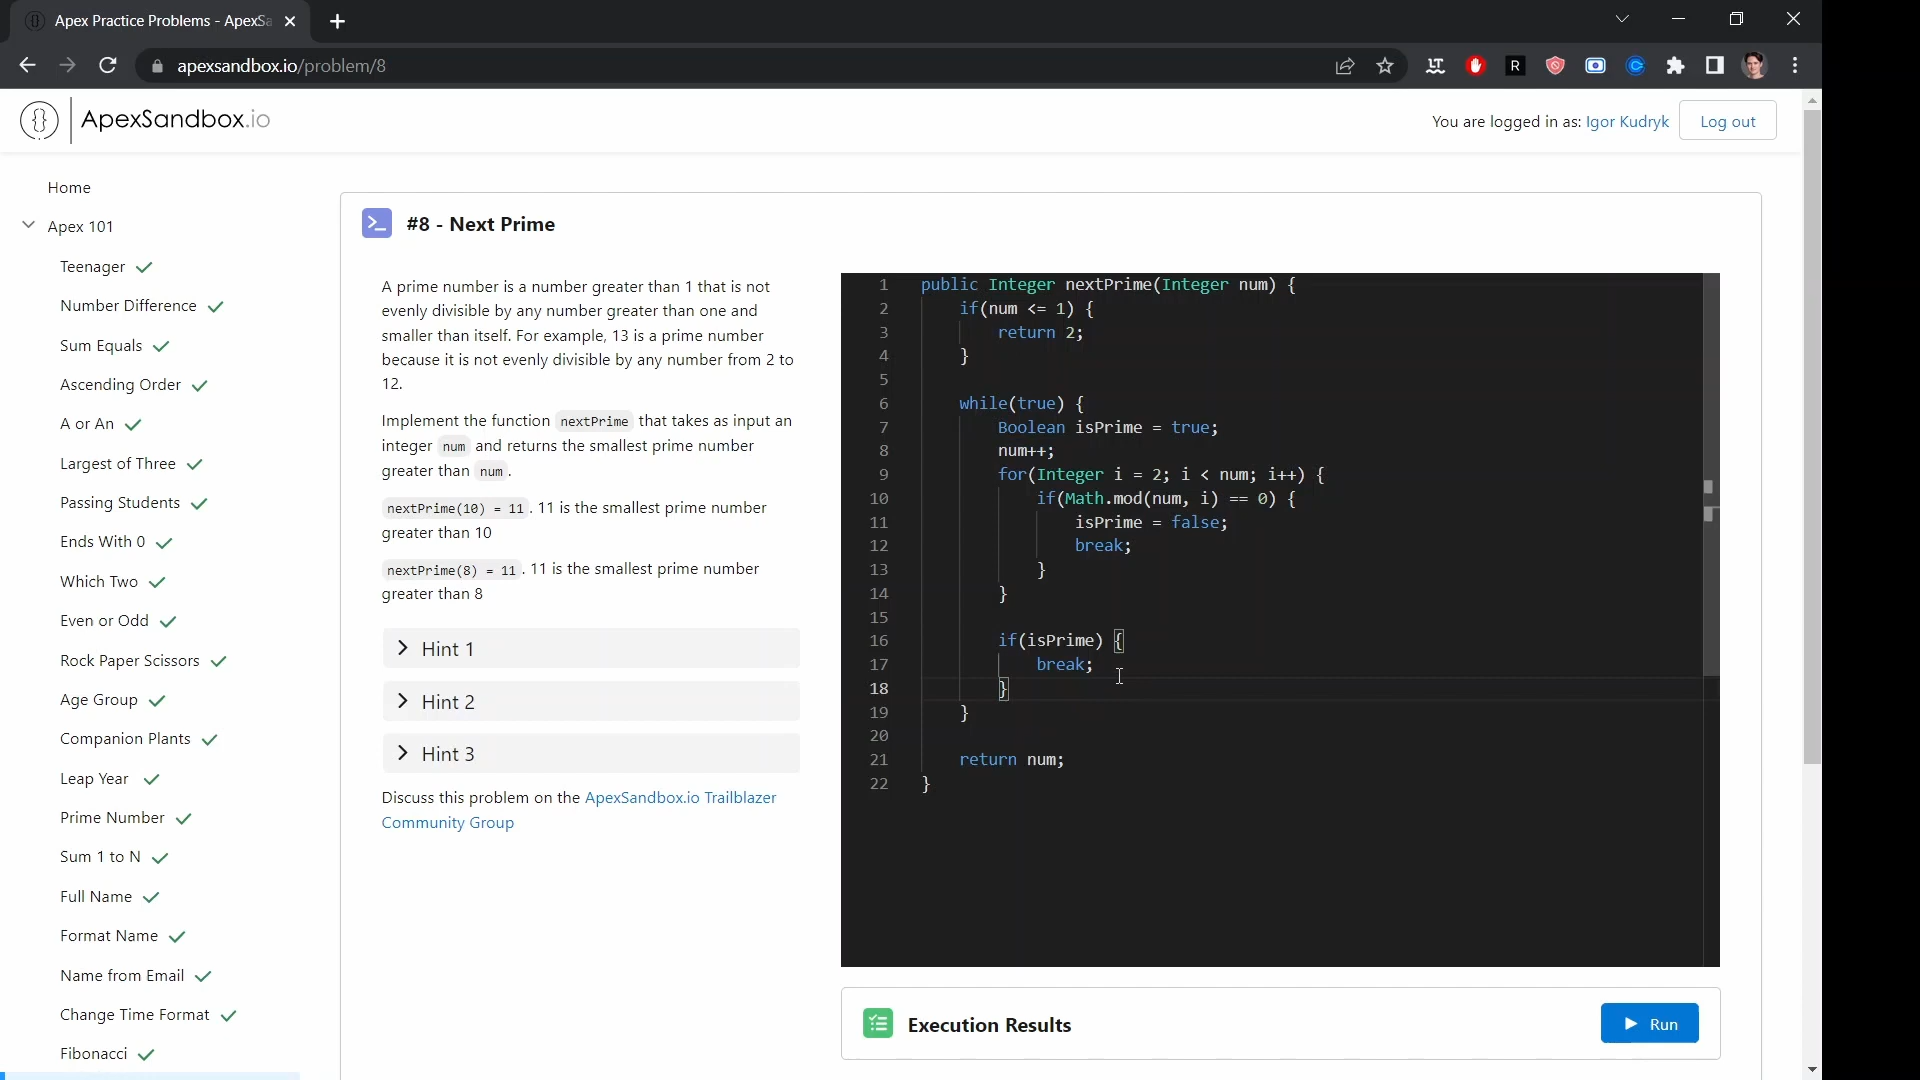 Apex Practice Problems - ApexSa
apexsandbox.io/problem/8
R
ApexSandbox.io
You are logged in as: Igor Kudryk
Log out
Home
Apex 101
Teenager
Number Difference
Sum Equals
Ascending Order
A or An
Largest of Three
Passing Students
Ends With 0
Which Two
Even or Odd
Rock Paper Scissors
Age Group
Companion Plants
Leap Year
Prime Number
Sum 1 to N
Full Name
Format Name
Name from Email
Change Time Format
Fibonacci
#8 - Next Prime
A prime number is a number greater than 1 that is not
evenly divisible by any number greater than one and
smaller than itself. For example, 13 is a prime number
because it is not evenly divisible by any number from 2 to
12.
Implement the function nextPrime that takes as input an
integer num and returns the smallest prime number
greater than num .
nextPrime(10) = 11 . 11 is the smallest prime number
greater than 10
nextPrime(8) = 11 . 11 is the smallest prime number
greater than 8
Hint 1
Hint 2
Hint 3
Discuss this problem on the ApexSandbox.io Trailblazer
Community Group
1 public Integer nextPrime(Integer num) {
2 if(num <= 1) {
3 return 2;
4 }
5
6 while(true) {
7 Boolean isPrime = true;
8 num++;
9 for(Integer i = 2; i < num; i++) {
10 if(Math.mod(num, i) == 0) {
11 isPrime = false;
12 break;
13 }
14 }
15
16 if(isPrime) {
17 break;
18 }
19 }
20
21 return num;
22 }
Execution Results
Run